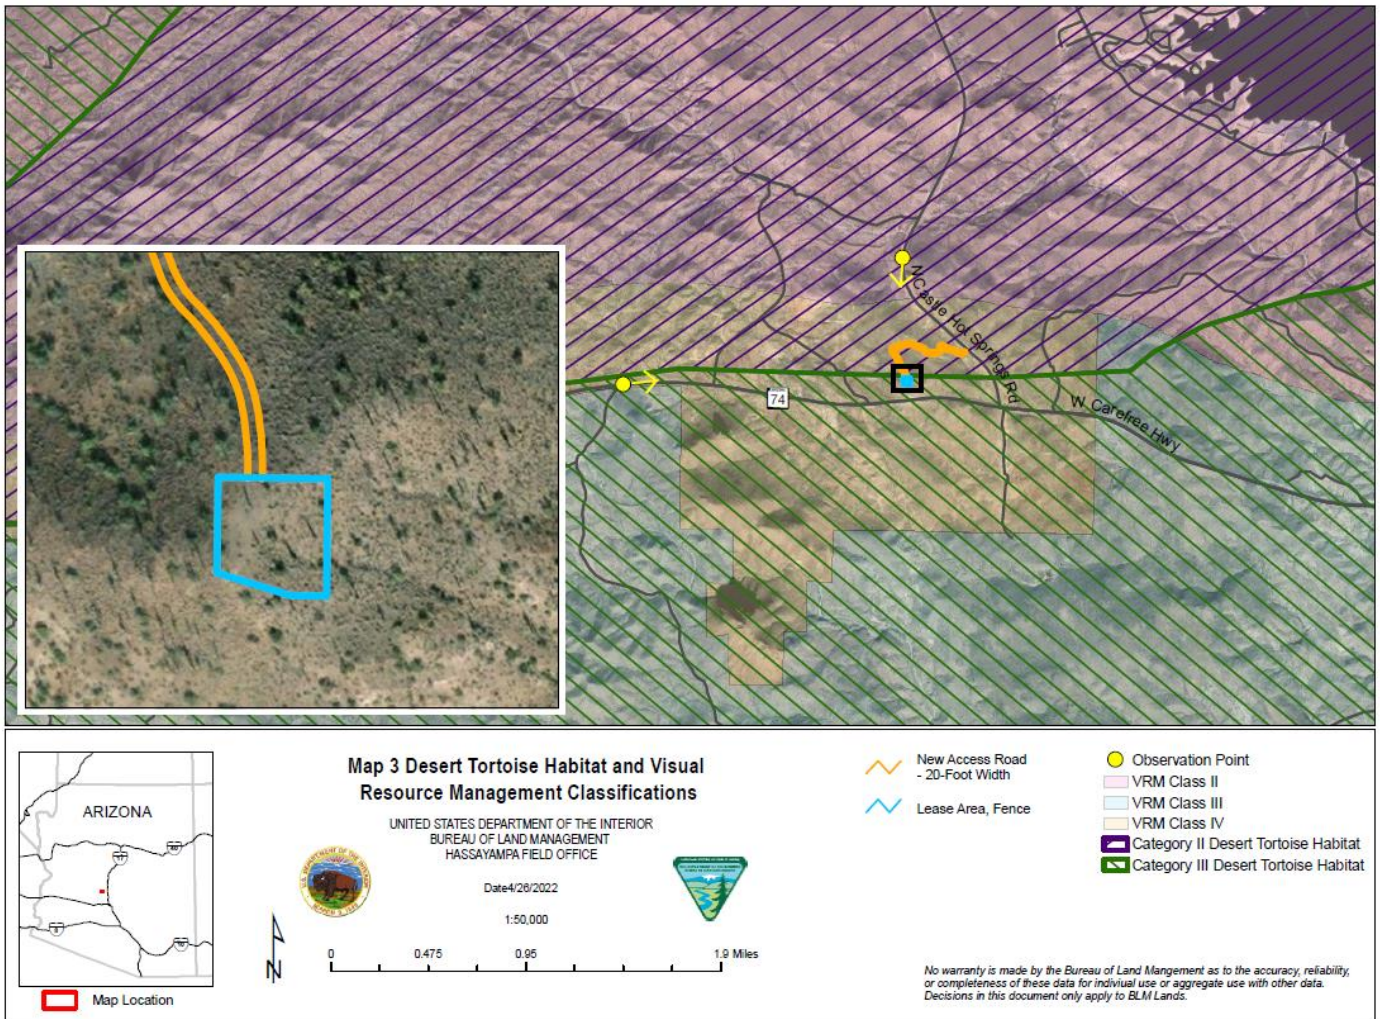 N Castle Hot Springs Rd
74
W Carefree Hwy
ARIZONA
Map Location
Map 3 Desert Tortoise Habitat and Visual
Resource Management Classifications
UNITED STATES DEPARTMENT OF THE INTERIOR
BUREAU OF LAND MANAGEMENT
HASSAYAMPA FIELD OFFICE
Date4/26/2022
1:50,000
N
0 0.475 0.95 1.9 Miles
New Access Road
- 20-Foot Width
Lease Area, Fence
Observation Point
VRM Class II
VRM Class III
VRM Class IV
Category II Desert Tortoise Habitat
Category III Desert Tortoise Habitat
No warranty is made by the Bureau of Land Mangement as to the accuracy, reliability,
or completeness of these data for indiviual use or aggregate use with other data.
Decisions in this document only apply to BLM Lands.